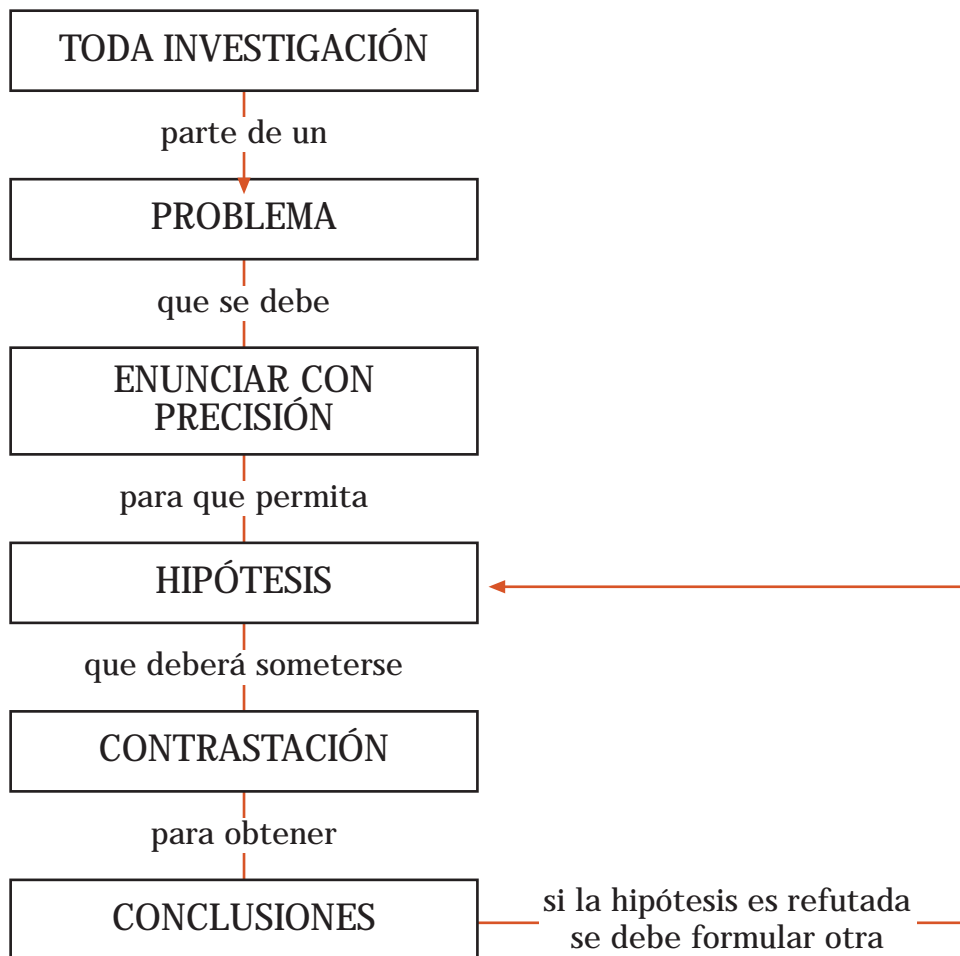 TODA INVESTIGACIÓN
parte de un
PROBLEMA
que se debe
ENUNCIAR CON
PRECISIÓN
para que permita
HIPÓTESIS
que deberá someterse
CONTRASTACIÓN
para obtener
CONCLUSIONES
si la hipótesis es refutada
se debe formular otra